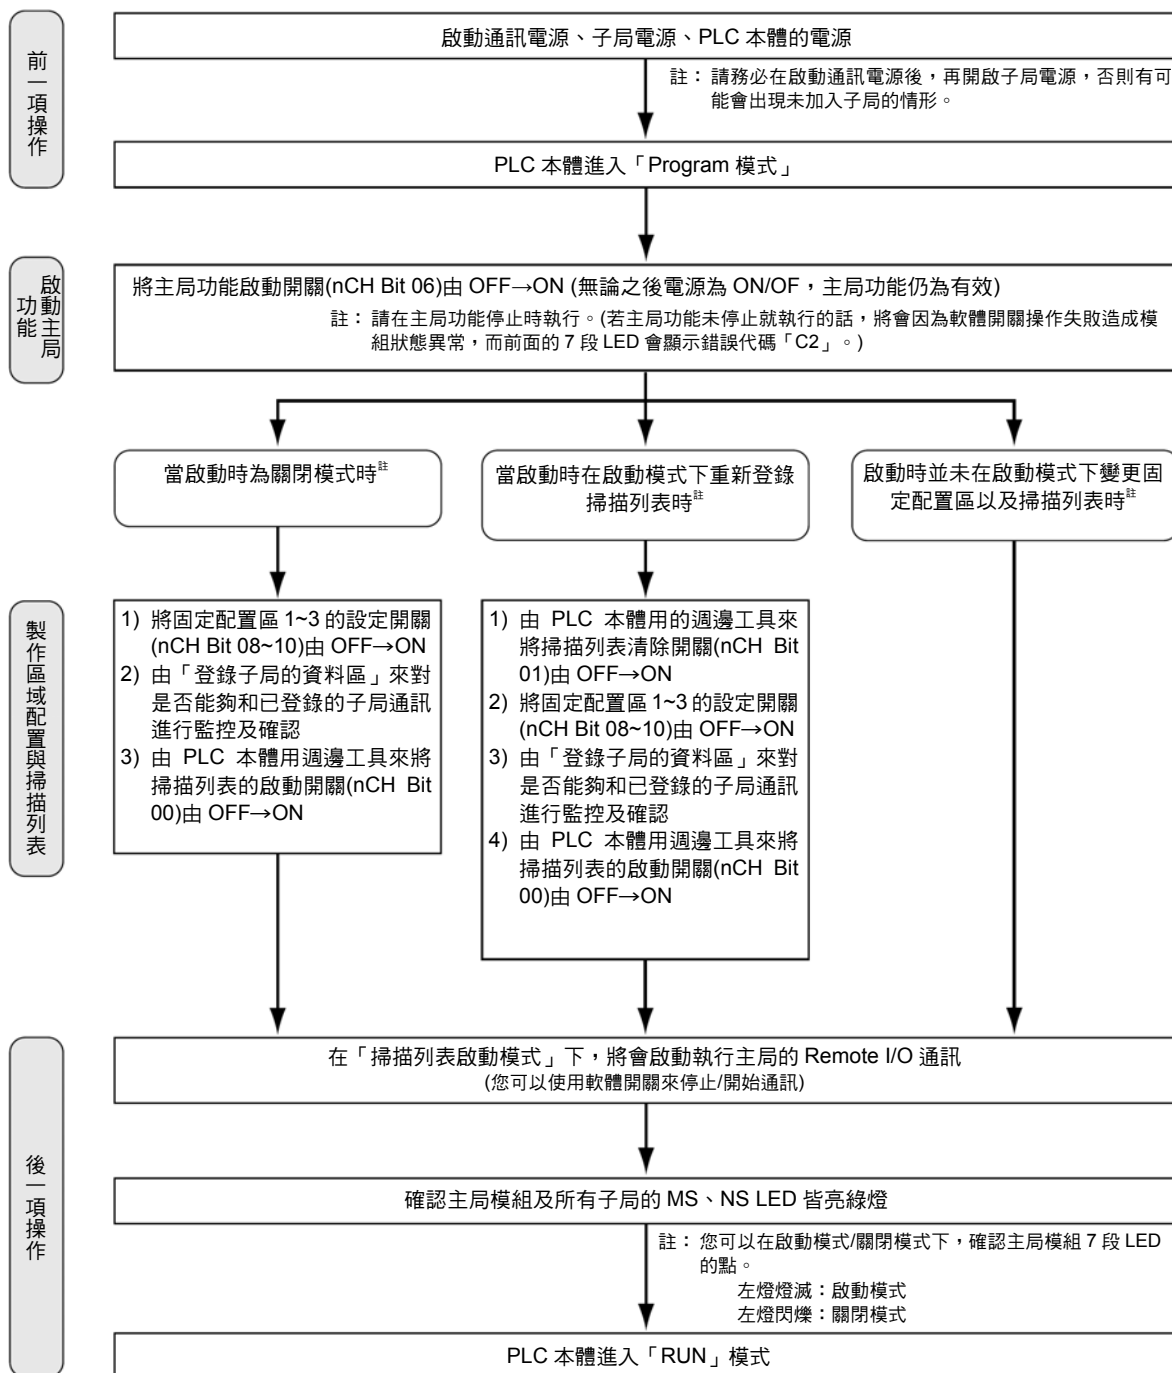 前一項操作
啟動通訊電源、子局電源、PLC 本體的電源
註：請務必在啟動通訊電源後，再開啟子局電源，否則有可
能會出現未加入子局的情形。
PLC 本體進入「Program 模式」
啟動主局
功能
將主局功能啟動開關(nCH Bit 06)由 OFF→ON (無論之後電源為 ON/OF，主局功能仍為有效)
註：請在主局功能停止時執行。(若主局功能未停止就執行的話，將會因為軟體開關操作失敗造成模
組狀態異常，而前面的 7 段 LED 會顯示錯誤代碼「C2」。)
當啟動時為關閉模式時註
當啟動時在啟動模式下重新登錄
掃描列表時註
啟動時並未在啟動模式下變更固
定配置區以及掃描列表時註
製作區域配置與掃描列表
1) 將固定配置區 1~3 的設定開關
(nCH Bit 08~10)由 OFF→ON
2) 由「登錄子局的資料區」來對
是否能夠和已登錄的子局通訊
進行監控及確認
3) 由 PLC 本體用週邊工具來將
掃描列表的啟動開關(nCH Bit
00)由 OFF→ON
1) 由 PLC 本體用的週邊工具來
將掃描列表清除開關(nCH Bit
01)由 OFF→ON
2) 將固定配置區 1~3 的設定開關
(nCH Bit 08~10)由 OFF→ON
3) 由「登錄子局的資料區」來對
是否能夠和已登錄的子局通訊
進行監控及確認
4) 由 PLC 本體用週邊工具來將
掃描列表的啟動開關(nCH Bit
00)由 OFF→ON
後一項操作
在「掃描列表啟動模式」下，將會啟動執行主局的 Remote I/O 通訊
(您可以使用軟體開關來停止/開始通訊)
確認主局模組及所有子局的 MS、NS LED 皆亮綠燈
註：您可以在啟動模式/關閉模式下，確認主局模組 7 段 LED
的點。
左燈燈滅：啟動模式
左燈閃爍：關閉模式
PLC 本體進入「RUN」模式